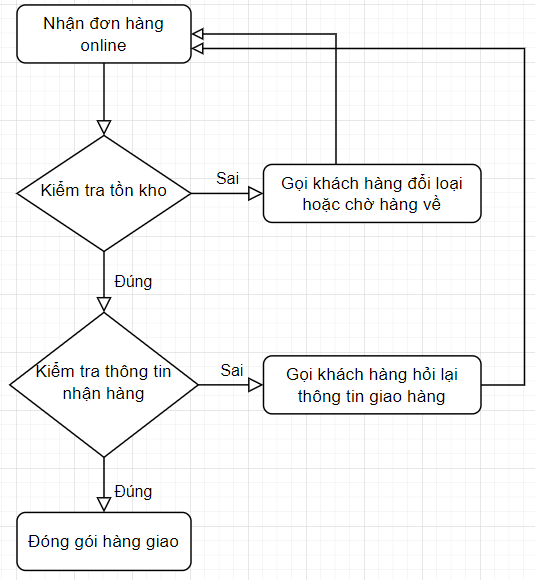 Nhận đơn hàng
online
Kiểm tra tồn kho
Sai
Gọi khách hàng đổi loại
hoặc chờ hàng về
Đúng
Kiểm tra thông tin
nhận hàng
Sai
Gọi khách hàng hỏi lại
thông tin giao hàng
Đúng
Đóng gói hàng giao